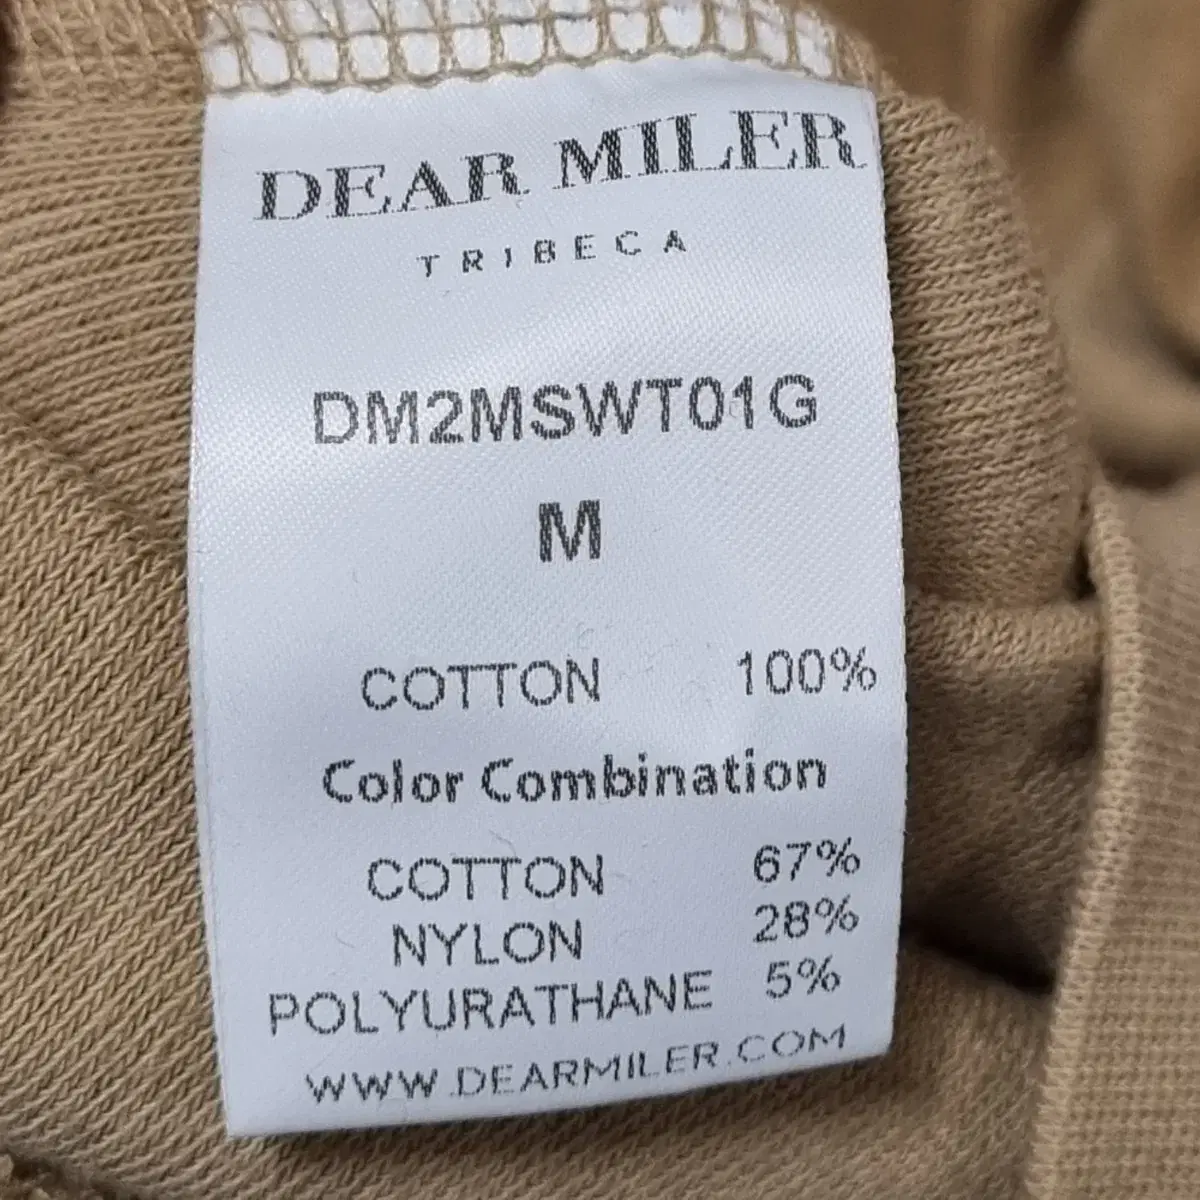 DEAR MILER
TRIBECA
DM2MSWT01G
M
COTTON 100%
Color Combination
COTTON 67%
NYLON 28%
POLYURATHANE 5%
WWW.DEARMILER.COM